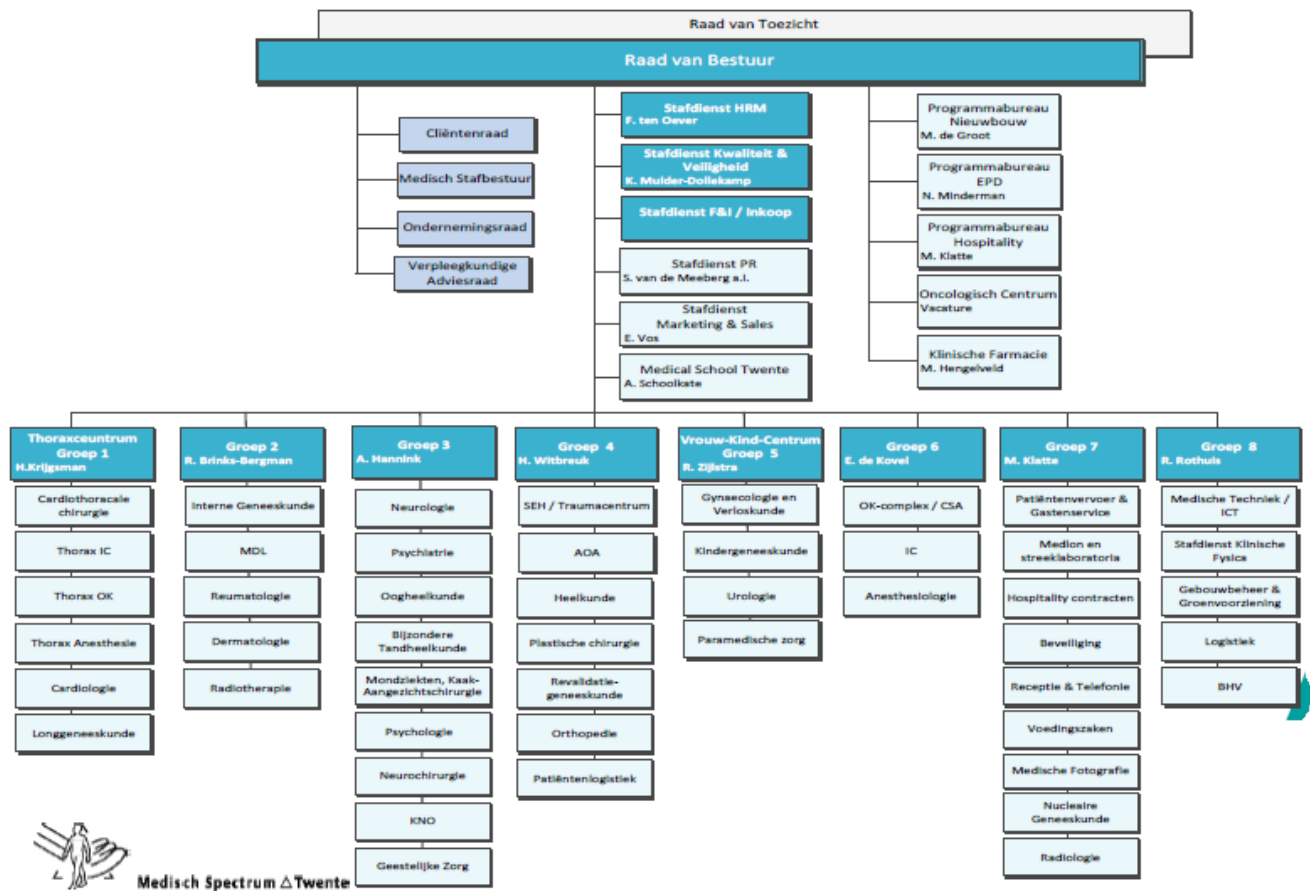 Raad van Toezicht
Raad van Bestuur
Cliëntenraad
Medisch Stafbestuur
Ondernemingsraad
Verpleegkundige
Adviesraad
Stafdienst HRM
F. ten Oever
Stafdienst Kwaliteit &
Veiligheid
K. Mulder-Dollekamp
Stafdienst F&I / Inkoop
Stafdienst PR
S. van de Meeberg a.i.
Stafdienst
Marketing & Sales
E. Vos
Medical School Twente
A. Schoolkate
Programmabureau
Nieuwbouw
M. de Groot
Programmabureau
EPD
N. Minderman
Programmabureau
Hospitality
M. Klatte
Oncologisch Centrum
Vacature
Klinische Farmacie
M. Hengelveld
Thoraxceuntrum
Groep 1
H.Krijgsman
Cardiothoracale
chirurgie
Thorax IC
Thorax OK
Thorax Anesthesie
Cardiologie
Longgeneeskunde
Groep 2
R. Brinks-Bergman
Interne Geneeskunde
MDL
Reumatologie
Dermatologie
Radiotherapie
Groep 3
A. Hannink
Neurologie
Psychiatrie
Oogheelkunde
Bijzondere
Tandheelkunde
Mondziekten, Kaak-
Aangezichtschirurgie
Psychologie
Neurochirurgie
KNO
Geestelijke Zorg
Groep 4
H. Witbreuk
SEH / Traumacentrum
AOA
Heelkunde
Plastische chirurgie
Revalidatie-
geneeskunde
Orthopedie
Patiëntenlogistiek
Vrouw-Kind-Centrum
Groep 5
R. Zijlstra
Gynaecologie en
Verloskunde
Kindergeneeskunde
Urologie
Paramedische zorg
Groep 6
E. de Kovel
OK-complex / CSA
IC
Anesthesiologie
Groep 7
M. Klatte
Patiëntenvervoer &
Gastenservice
Medlon en
streeklaboratoria
Hospitality contracten
Beveiliging
Receptie & Telefonie
Voedingszaken
Medische Fotografie
Nucleaire
Geneeskunde
Radiologie
Groep 8
R. Rothuis
Medische Techniek /
ICT
Stafdienst Klinische
Fysica
Gebouwbeheer &
Groenvoorziening
Logistiek
BHV
Medisch Spectrum △ Twente